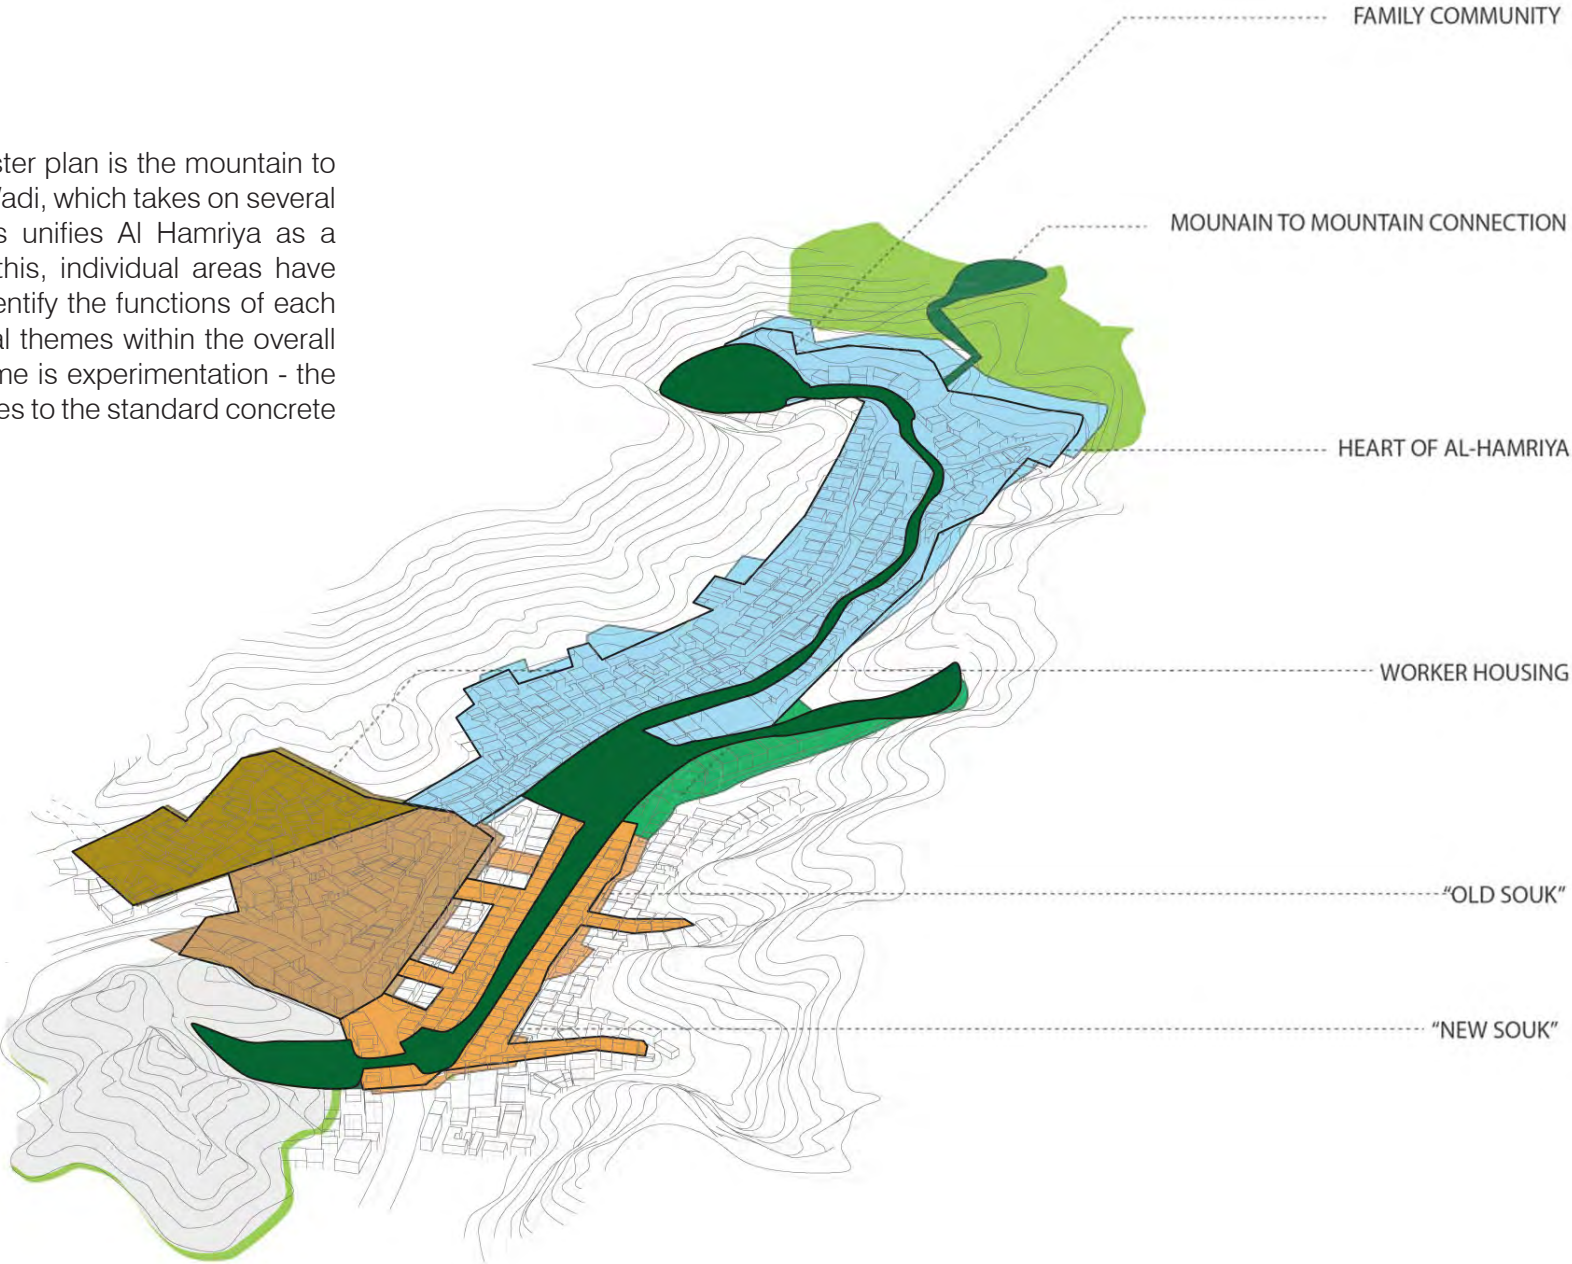 ster plan is the mountain to
adi, which takes on several
s unifies Al Hamriya as a
this, individual areas have
entify the functions of each
al themes within the overall
me is experimentation - the
es to the standard concrete
FAMILY COMMUNITY
MOUNAIN TO MOUNTAIN CONNECTION
HEART OF AL-HAMRIYA
WORKER HOUSING
“OLD SOUK”
“NEW SOUK”